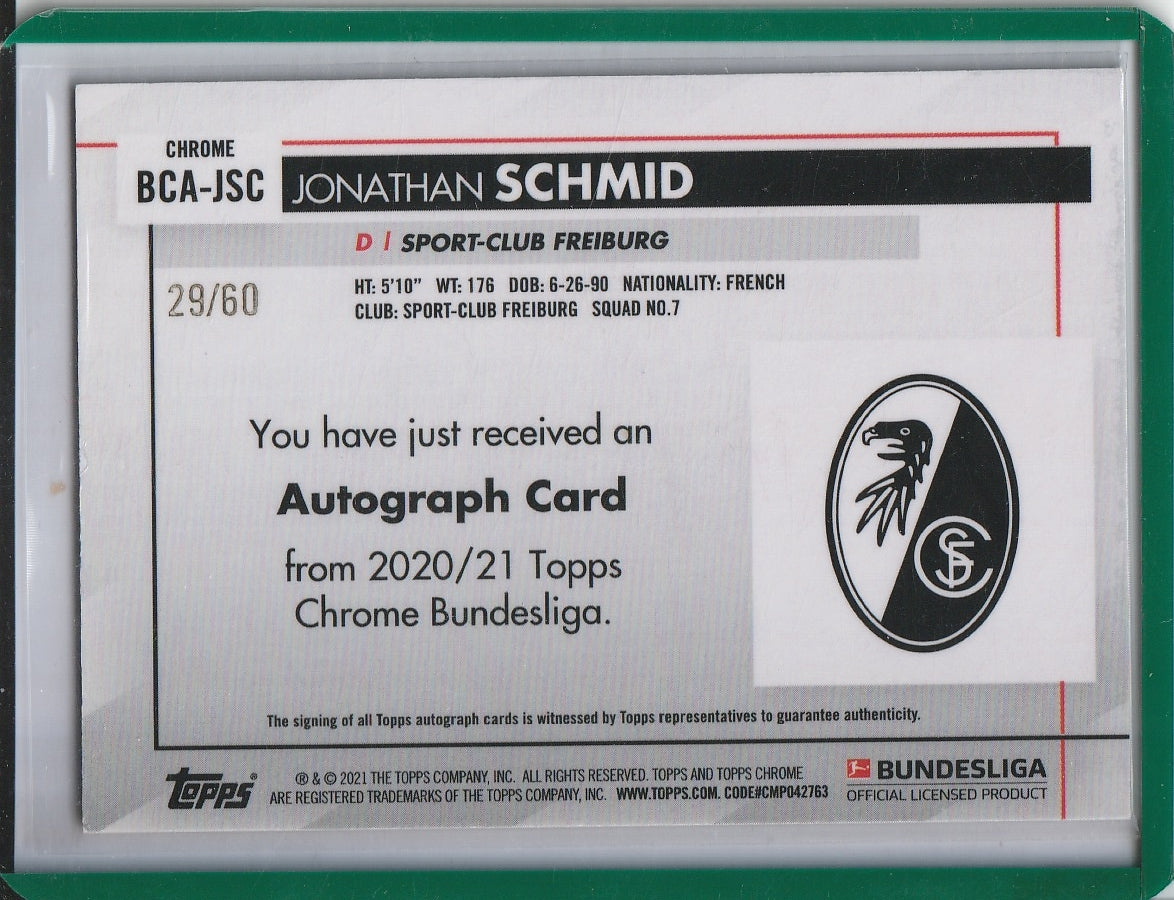 CHROME
BCA-JSC
JONATHAN SCHMID
D | SPORT-CLUB FREIBURG
29/60
HT: 5'10" WT: 176 DOB: 6-26-90 NATIONALITY: FRENCH
CLUB: SPORT-CLUB FREIBURG SQUAD NO.7
You have just received an
Autograph Card
from 2020/21 Topps
Chrome Bundesliga.
SC
F
The signing of all Topps autograph cards is witnessed by Topps representatives to guarantee authenticity.
Topps®
® & © 2021 THE TOPPS COMPANY, INC. ALL RIGHTS RESERVED. TOPPS AND TOPPS CHROME
ARE REGISTERED TRADEMARKS OF THE TOPPS COMPANY, INC. WWW.TOPPS.COM. CODE#CMP042763
BUNDESLIGA
OFFICIAL LICENSED PRODUCT